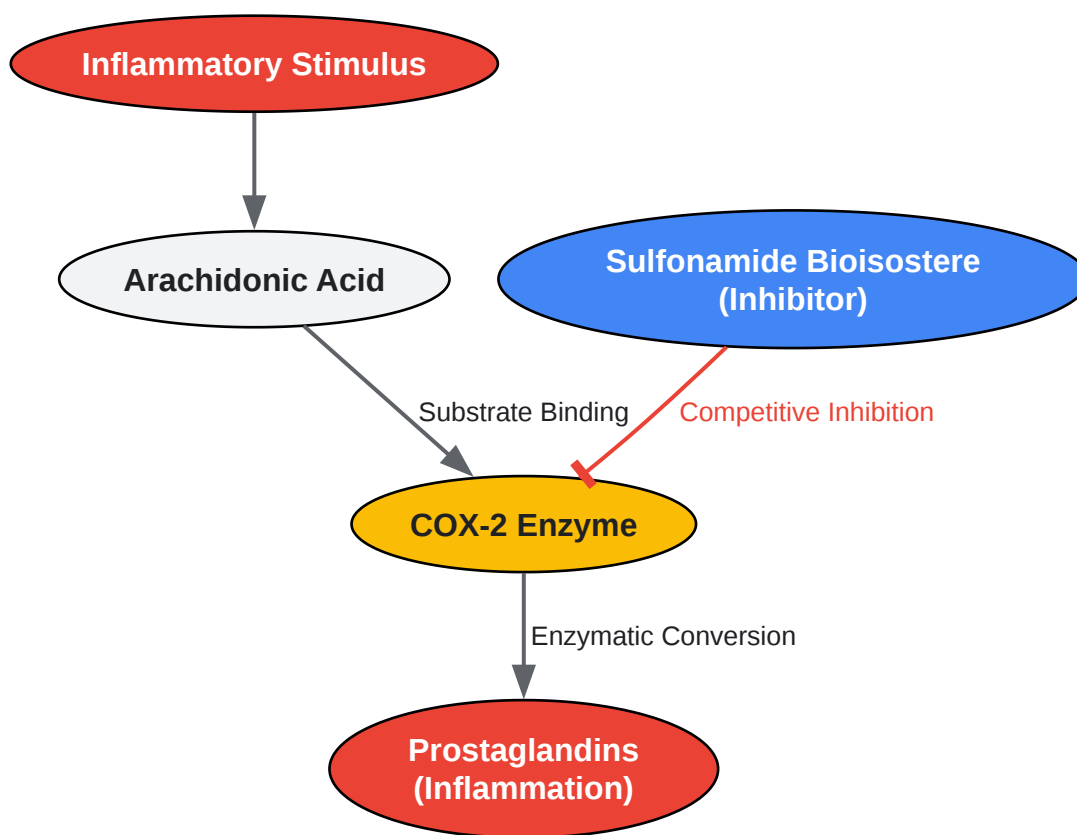 Inflammatory Stimulus
Arachidonic Acid
Sulfonamide Bioisostere
(Inhibitor)
Substrate Binding
Competitive Inhibition
COX-2 Enzyme
Enzymatic Conversion
Prostaglandins
(Inflammation)